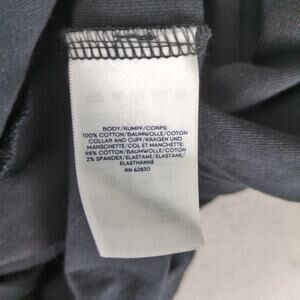 BODY/RUMPF/CORPS:
100% COTTON/BAUMWOLLE/COTON
COLLAR AND CUFF/KRAGEN UND
MANSCHETTE/COL ET MANCHETTE:
98% COTTON/BAUMWOLLE/COTON
2% SPANDEX/ELASTANE/ELASTANE/
ELASTHANNE
RN 62830